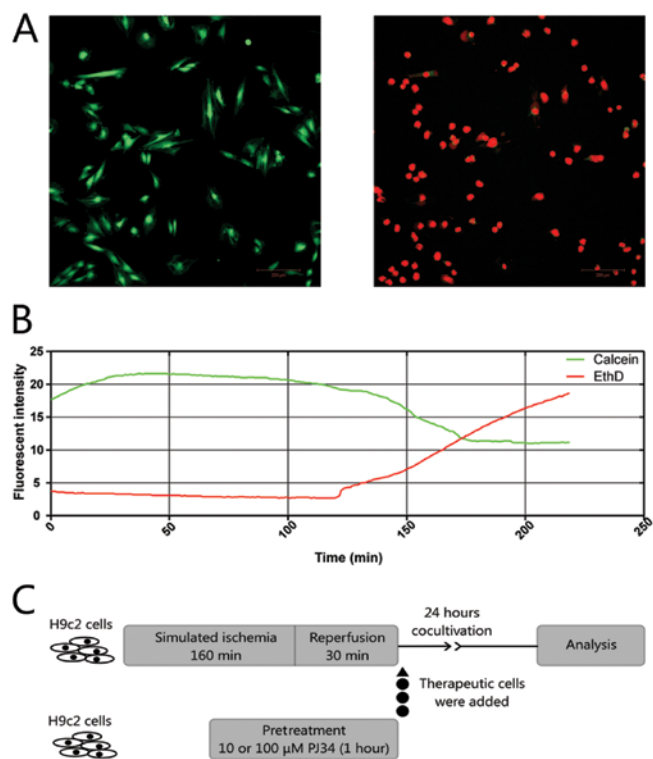 A
B
Fluorescent intensity
25
20
15
10
5
0
Calcein
EthD
0
50
100
150
200
250
Time (min)
C
H9c2 cells
Simulated ischemia
160 min
Reperfusion
30 min
24 hours
cocultivation
Analysis
Therapeutic cells
were added
H9c2 cells
Pretreatment
10 or 100 µM PJ34 (1 hour)